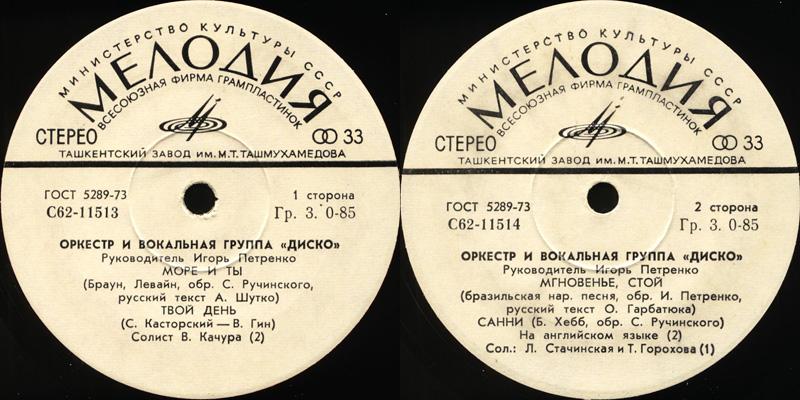 МИНИСТЕРСТВО КУЛЬТУРЫ СССР
МЕЛОДИЯ
ВСЕСОЮЗНАЯ ФИРМА ГРАМПЛАСТИНОК
СТЕРЕО
33
ТАШКЕНТСКИЙ ЗАВОД ИМ. М.Т. ТАШМУХАМЕДОВА
ГОСТ 5289-73
1 сторона
С62-11513
Гр. 3. 0-85
ОРКЕСТР И ВОКАЛЬНАЯ ГРУППА «ДИСКО»
Руководитель Игорь Петренко
МОРЕ И ТЫ
(Браун, Левайн, обр. С. Ручинского,
русский текст А. Шутко)
ТВОЙ ДЕНЬ
(С. Касторский — В. Гин)
Солист В. Качура (2)
МИНИСТЕРСТВО КУЛЬТУРЫ СССР
МЕЛОДИЯ
ВСЕСОЮЗНАЯ ФИРМА ГРАМПЛАСТИНОК
СТЕРЕО
33
ТАШКЕНТСКИЙ ЗАВОД ИМ. М.Т. ТАШМУХАМЕДОВА
ГОСТ 5289-73
2 сторона
С62-11514
Гр. 3. 0-85
ОРКЕСТР И ВОКАЛЬНАЯ ГРУППА «ДИСКО»
Руководитель Игорь Петренко
МГНОВЕНЬЕ, СТОЙ
(бразильская нар. песня, обр. И. Петренко,
русский текст О. Гарбатюка)
САННИ (Б. Хебб, обр. С. Ручинского)
На английском языке (2)
Сол.: Л. Стачинская и Т. Горохова (1)